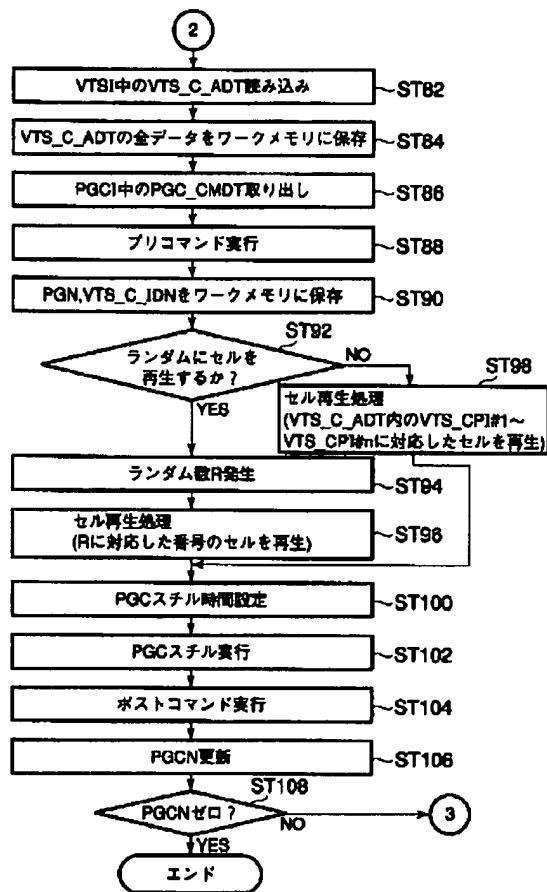 2
VTSI中のVTS_C_ADT読み込み
ST82
VTS_C_ADTの全データをワークメモリに保存
ST84
PGCI中のPGC_CMDT取り出し
ST86
プリコマンド実行
ST88
PGN,VTS_C_IDNをワークメモリに保存
ST90
ST92
ランダムにセルを
再生するか?
NO
YES
ST98
セル再生処理
(VTS_C_ADT内のVTS_CPI#1~
VTS_CPI#nに対応したセルを再生)
ランダム数R発生
ST94
セル再生処理
(Rに対応した番号のセルを再生)
ST96
PGCスチル時間設定
ST100
PGCスチル実行
ST102
ポストコマンド実行
ST104
PGCN更新
ST106
ST108
PGCNゼロ?
NO
3
YES
エンド